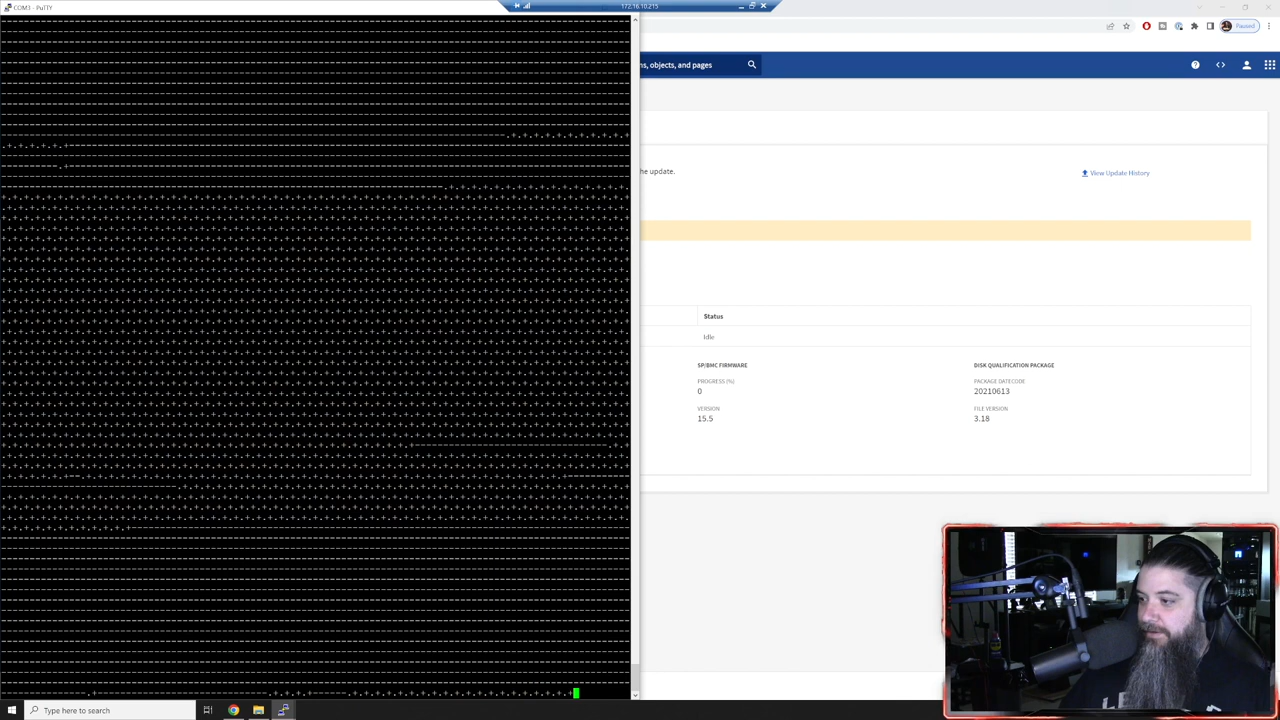 COM3 - PuTTY
172.16.10.215
Paused
ns, objects, and pages
he update.
View Update History
Status
Idle
SP/BMC FIRMWARE
DISK QUALIFICATION PACKAGE
PROGRESS (%)
PACKAGE DATECODE
0
20210613
VERSION
FILE VERSION
15.5
3.18
Type here to search